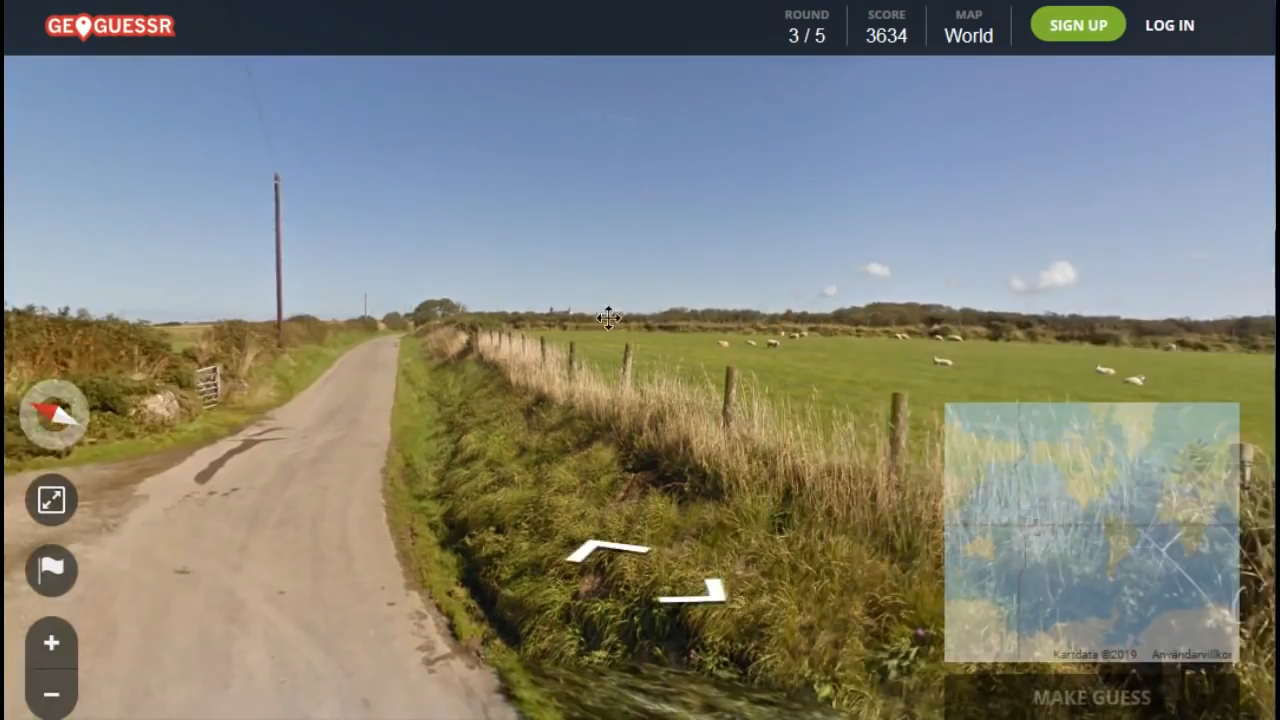 GEOGUESSR
ROUND
3 / 5
SCORE
3634
MAP
World
SIGN UP
LOG IN
+
−
Kartdata ©2019 Användarvillkor
MAKE GUESS